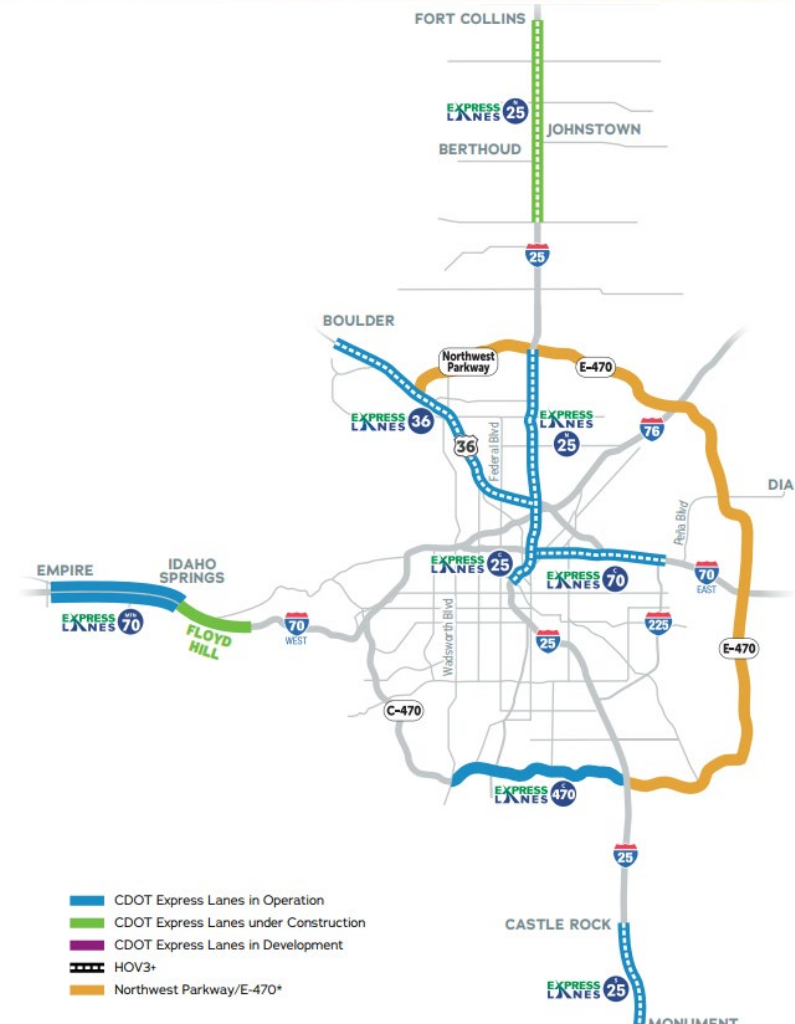 FORT COLLINS
EXPRESS
LANES
N
25
JOHNSTOWN
BERTHOUD
25
BOULDER
Northwest
Parkway
E-470
EXPRESS
LANES
36
EXPRESS
LANES
N
25
76
36
Federal Blvd
DIA
Peña Blvd
EXPRESS
LANES
C
25
EMPIRE
IDAHO
SPRINGS
EXPRESS
LANES
C
70
70
EAST
EXPRESS
LANES
MTN
70
FLOYD
HILL
70
WEST
Wadsworth Blvd
225
25
E-470
C-470
EXPRESS
LANES
C
470
25
CDOT Express Lanes in Operation
CDOT Express Lanes under Construction
CDOT Express Lanes in Development
HOV3+
Northwest Parkway/E-470*
CASTLE ROCK
EXPRESS
LANES
S
25
MONUMENT